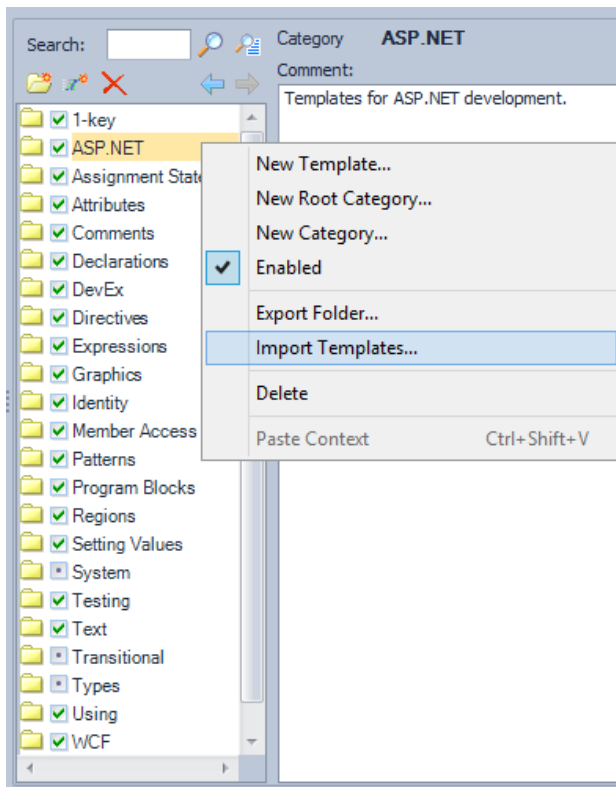 Search:
Category ASP.NET
Comment:
Templates for ASP.NET development.
1-key
ASP.NET
Assignment State
Attributes
Comments
Declarations
DevEx
Directives
Expressions
Graphics
Identity
Member Access
Patterns
Program Blocks
Regions
Setting Values
System
Testing
Text
Transitional
Types
Using
WCF
New Template...
New Root Category...
New Category...
Enabled
Export Folder...
Import Templates...
Delete
Paste Context Ctrl+Shift+V